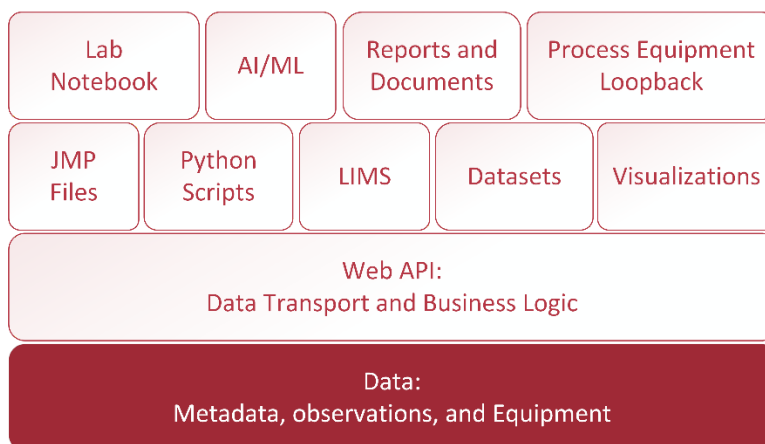 Lab
Notebook
AI/ML
Reports and
Documents
Process Equipment
Loopback
JMP
Files
Python
Scripts
LIMS
Datasets
Visualizations
Web API:
Data Transport and Business Logic
Data:
Metadata, observations, and Equipment